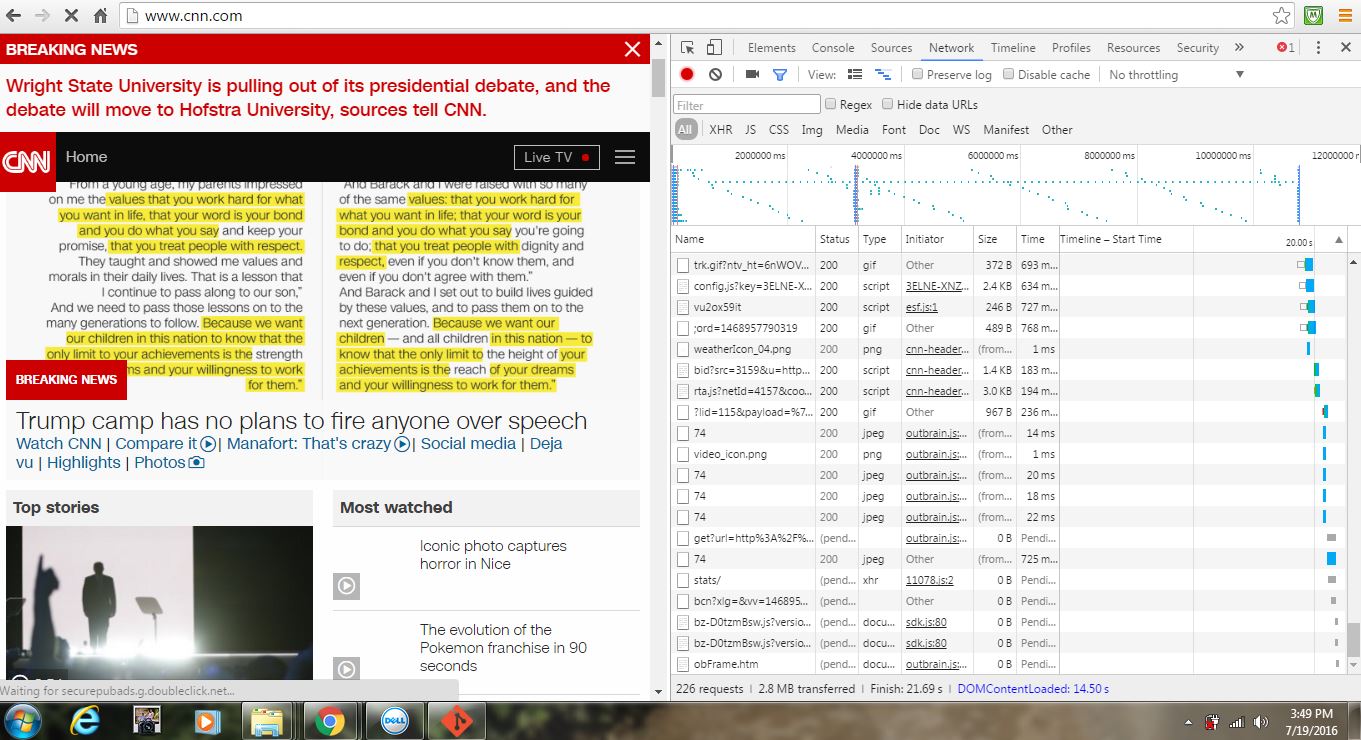 www.cnn.com
BREAKING NEWS
Wright State University is pulling out of its presidential debate, and the
debate will move to Hofstra University, sources tell CNN.
CNN Home Live TV
"From a young age, my parents impressed
on me the values that you work hard for what
you want in life, that your word is your bond
and you do what you say and keep your
promise, that you treat people with respect.
They taught and showed me values and
morals in their daily lives. That is a lesson that
I continue to pass along to our son,"
And we need to pass those lessons on to the
many generations to follow. Because we want
our children in this nation to know that the
only limit to your achievements is the strength
ms and your willingness to work
for them."
"And Barack and I were raised with so many
of the same values: that you work hard for
what you want in life; that your word is your
bond and you do what you say you're going
to do; that you treat people with dignity and
respect, even if you don't know them, and
even if you don't agree with them."
And Barack and I set out to build lives guided
by these values, and to pass them on to the
next generation. Because we want our
children — and all children in this nation — to
know that the only limit to the height of your
achievements is the reach of your dreams
and your willingness to work for them."
BREAKING NEWS
Trump camp has no plans to fire anyone over speech
Watch CNN | Compare it | Manafort: That's crazy | Social media | Deja
vu | Highlights | Photos
Top stories
Most watched
Iconic photo captures
horror in Nice
The evolution of the
Pokemon franchise in 90
seconds
Waiting for securepubads.g.doubleclick.net...
Elements Console Sources Network Timeline Profiles Resources Security » 1
View: Preserve log Disable cache No throttling
Filter Regex Hide data URLs
All XHR JS CSS Img Media Font Doc WS Manifest Other
2000000 ms 4000000 ms 6000000 ms 8000000 ms 10000000 ms 12000000 r
Name Status Type Initiator Size Time Timeline – Start Time 20.00 s
trk.gif?ntv_ht=6nWOV... 200 gif Other 372 B 693 m...
config.js?key=3ELNE-X... 200 script 3ELNE-XNZ... 2.4 KB 634 m...
vu2ox59it 200 script esf.js:1 246 B 727 m...
;ord=1468957790319 200 gif Other 489 B 768 m...
weatherIcon_04.png 200 png cnn-header... (from... 1 ms
bid?src=3159&u=http... 200 script cnn-header... 1.4 KB 183 m...
rta.js?netId=4157&coo... 200 script cnn-header... 3.0 KB 194 m...
?lid=115&payload=%7... 200 gif Other 967 B 236 m...
74 200 jpeg outbrain.js:... (from... 14 ms
video_icon.png 200 png outbrain.js:... (from... 1 ms
74 200 jpeg outbrain.js:... (from... 20 ms
74 200 jpeg outbrain.js:... (from... 18 ms
74 200 jpeg outbrain.js:... (from... 22 ms
get?url=http%3A%2F%... (pend... outbrain.js:... 0 B Pendi...
74 200 jpeg Other (from... 725 m...
stats/ (pend... xhr 11078.js:2 0 B Pendi...
bcn?xlg=&vv=146895... (pend... Other 0 B Pendi...
bz-D0tzmBsw.js?versio... (pend... docu... sdk.js:80 0 B Pendi...
bz-D0tzmBsw.js?versio... (pend... docu... sdk.js:80 0 B Pendi...
obFrame.htm (pend... docu... outbrain.js:... 0 B Pendi...
226 requests | 2.8 MB transferred | Finish: 21.69 s | DOMContentLoaded: 14.50 s
DELL
3:49 PM
7/19/2016